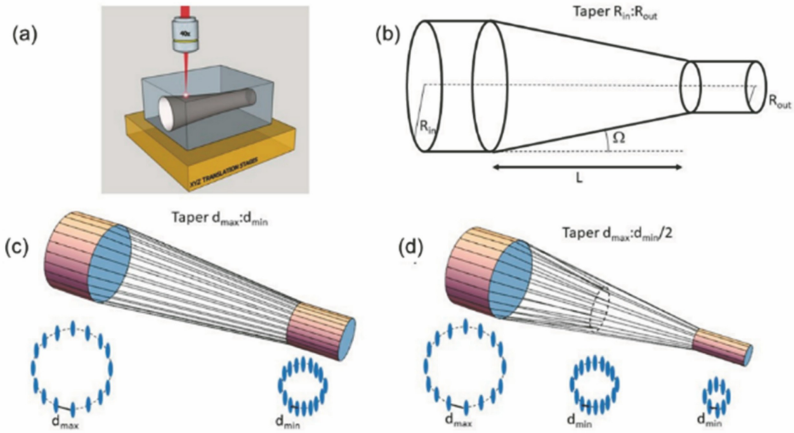 (a)
40x
XYZ TRANSLATION STAGES
(b)
Taper Rin:Rout
Rin
Rout
Ω
L
(c)
Taper dmax:dmin
dmax
dmin
(d)
Taper dmax:dmin/2
dmax
dmin
dmin